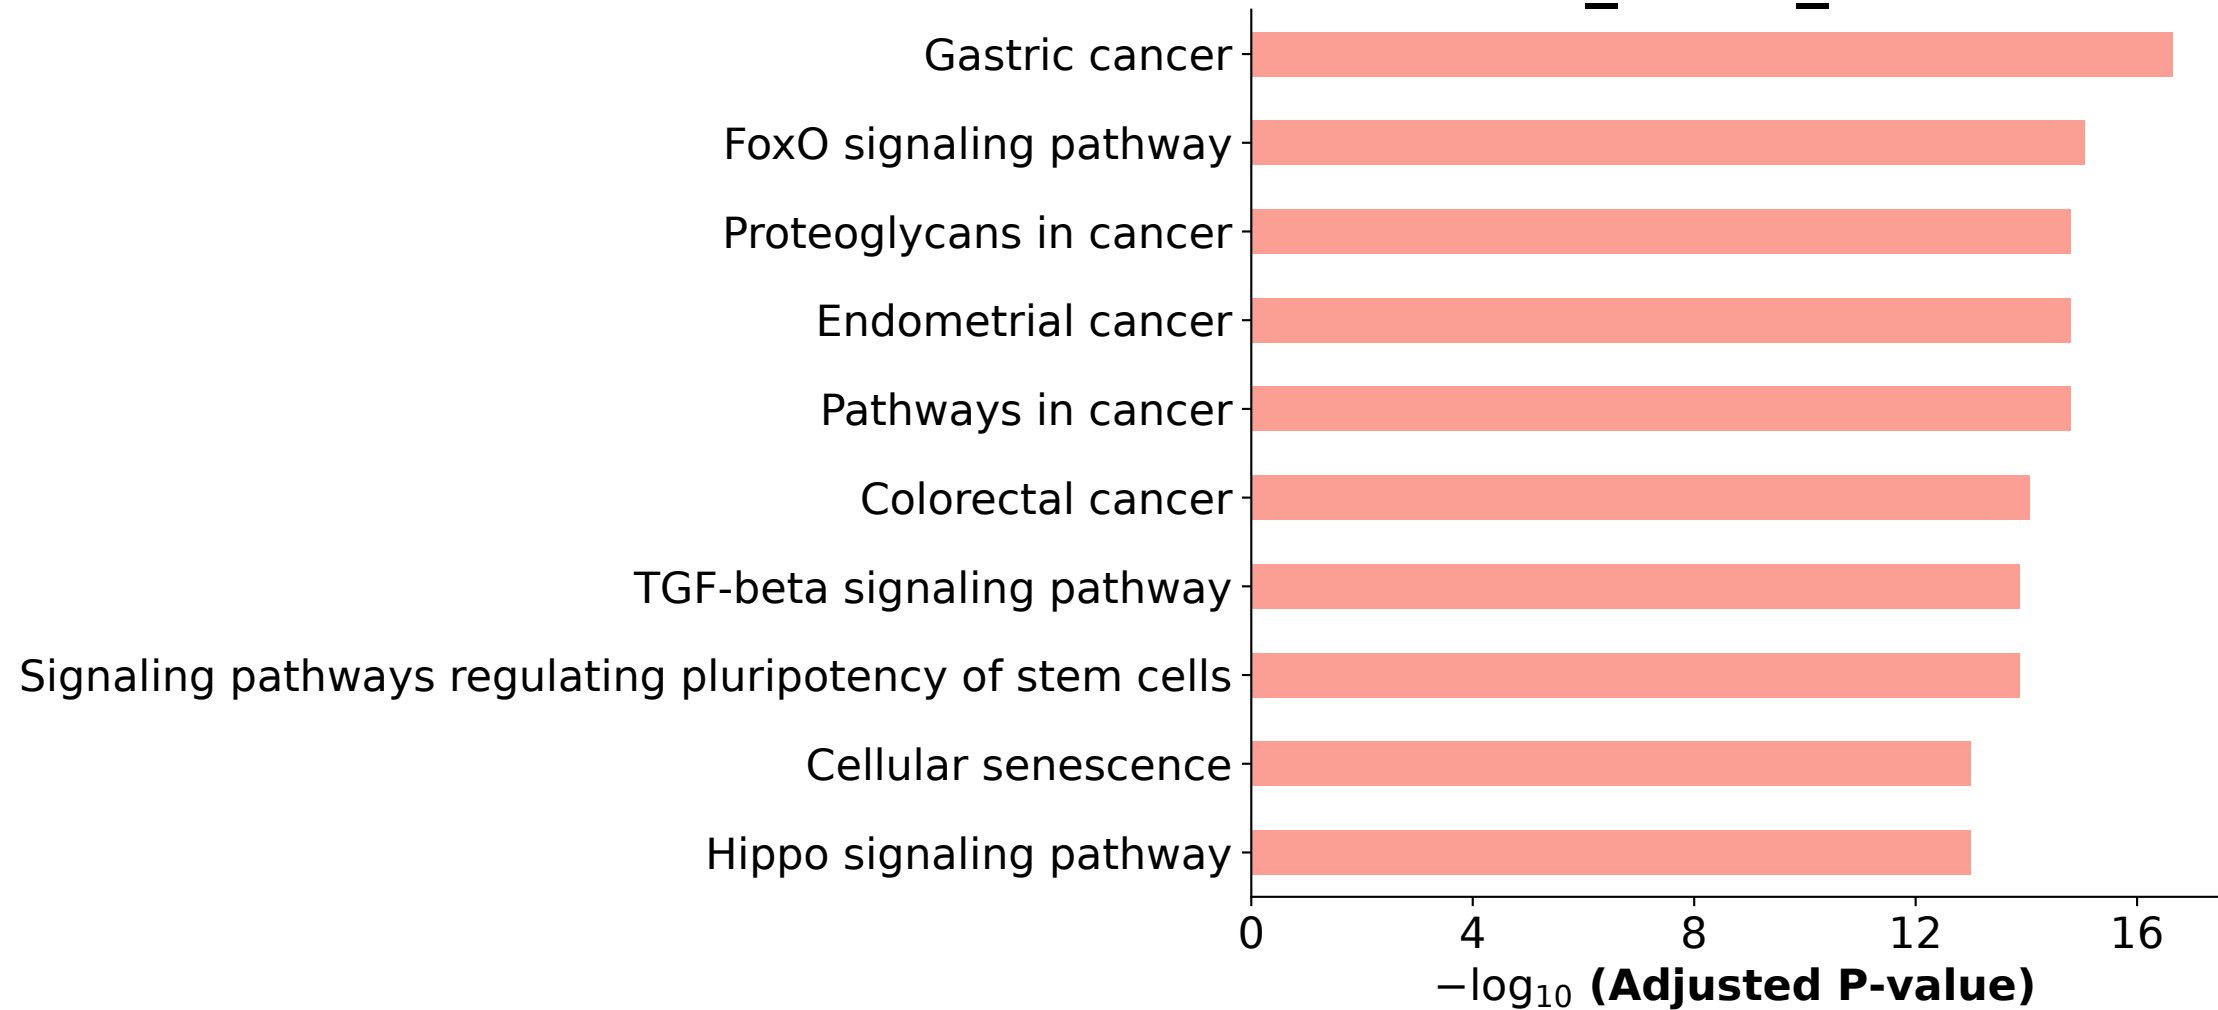 Gastric cancer
FoxO signaling pathway
Proteoglycans in cancer
Endometrial cancer
Pathways in cancer
Colorectal cancer
TGF-beta signaling pathway
Signaling pathways regulating pluripotency of stem cells
Cellular senescence
Hippo signaling pathway
0 4 8 12 16
−log₁₀ (Adjusted P-value)